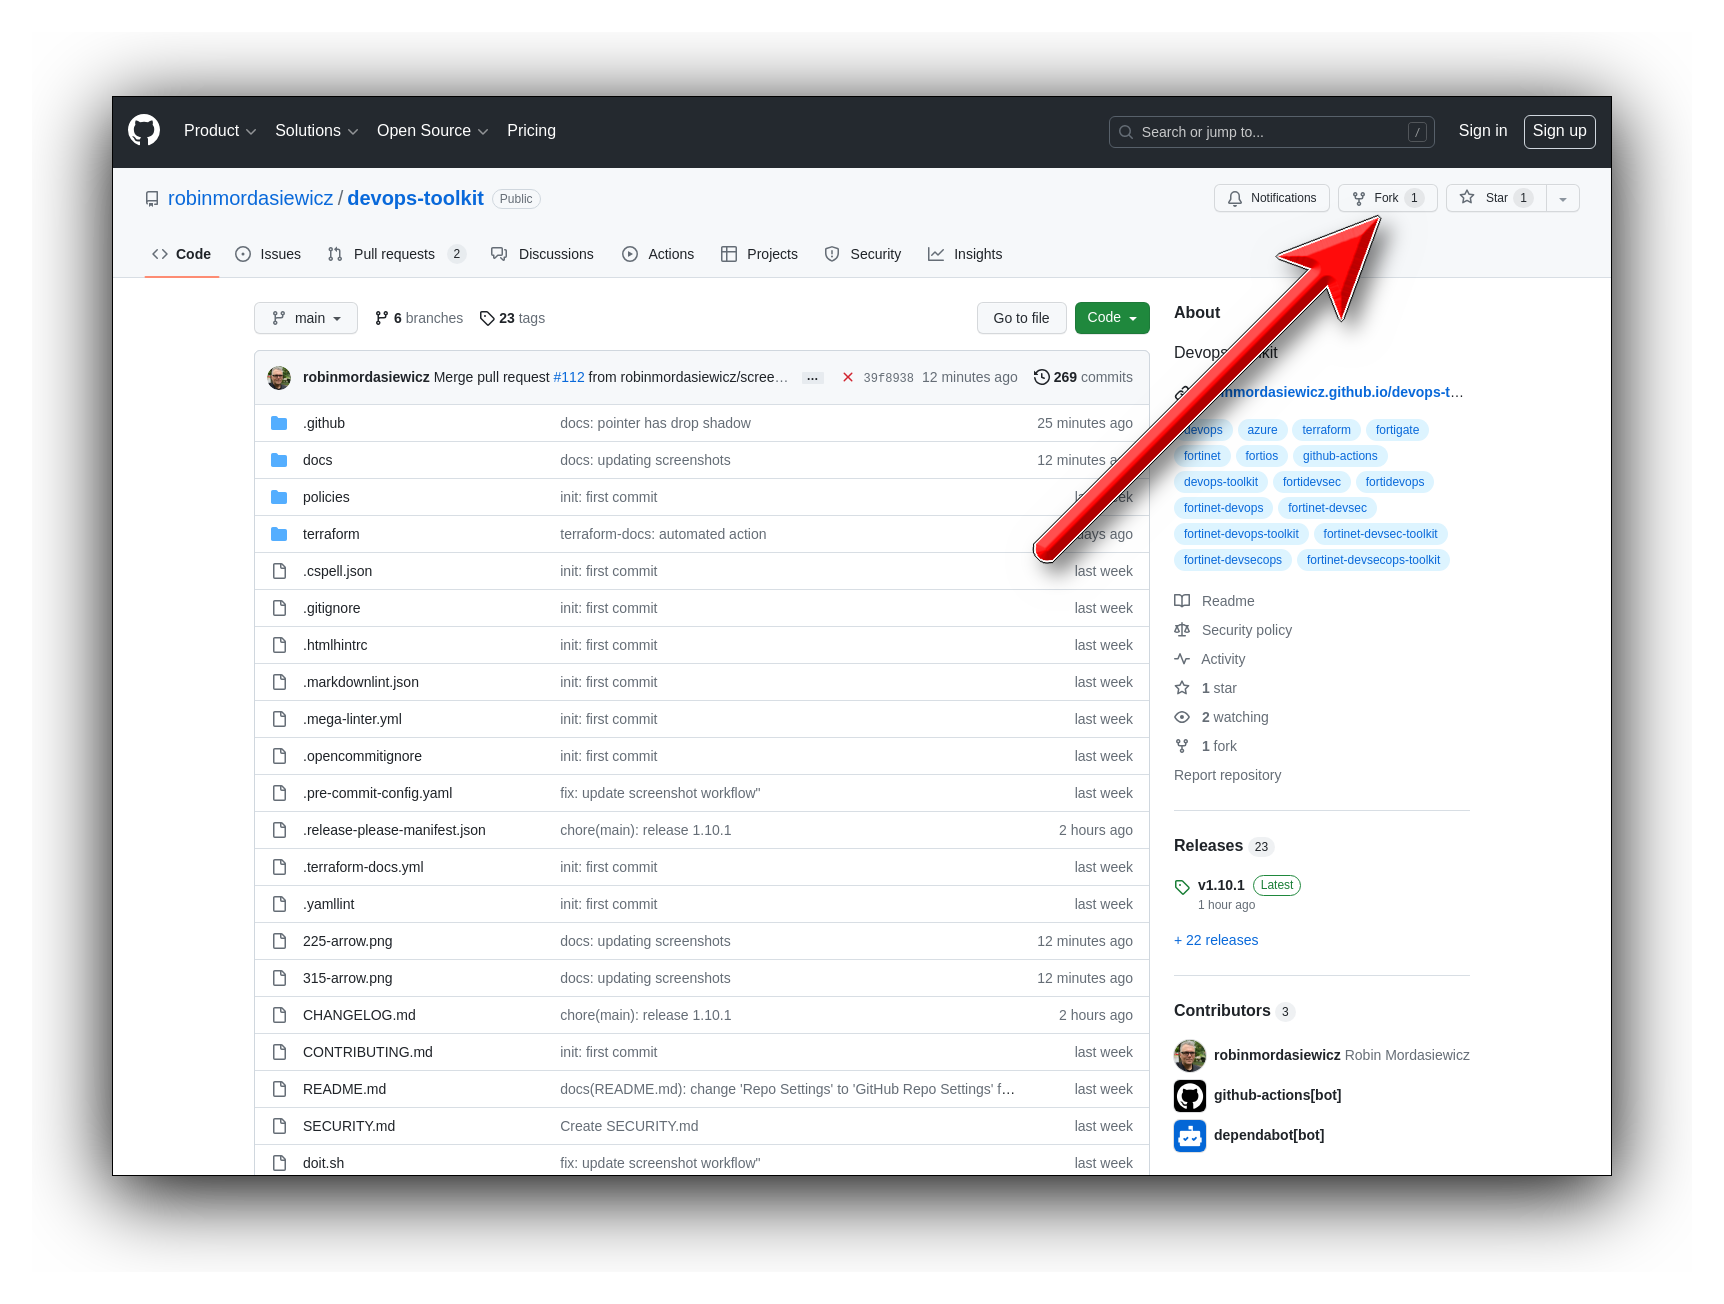 Product Solutions Open Source Pricing Search or jump to... / Sign in Sign up
robinmordasiewicz / devops-toolkit Public Notifications Fork 1 Star 1
Code Issues Pull requests 2 Discussions Actions Projects Security Insights
main 6 branches 23 tags Go to file Code
robinmordasiewicz Merge pull request #112 from robinmordasiewicz/scree… ... 39f8938 12 minutes ago 269 commits
.github docs: pointer has drop shadow 25 minutes ago
docs docs: updating screenshots 12 minutes
policies init: first commit
terraform terraform-docs: automated action days ago
.cspell.json init: first commit last week
.gitignore init: first commit last week
.htmlhintrc init: first commit last week
.markdownlint.json init: first commit last week
.mega-linter.yml init: first commit last week
.opencommitignore init: first commit last week
.pre-commit-config.yaml fix: update screenshot workflow" last week
.release-please-manifest.json chore(main): release 1.10.1 2 hours ago
.terraform-docs.yml init: first commit last week
.yamllint init: first commit last week
225-arrow.png docs: updating screenshots 12 minutes ago
315-arrow.png docs: updating screenshots 12 minutes ago
CHANGELOG.md chore(main): release 1.10.1 2 hours ago
CONTRIBUTING.md init: first commit last week
README.md docs(README.md): change 'Repo Settings' to 'GitHub Repo Settings' f… last week
SECURITY.md Create SECURITY.md last week
doit.sh fix: update screenshot workflow" last week
About
Devops
devops azure terraform fortigate
fortinet fortios github-actions
devops-toolkit fortidevsec fortidevops
fortinet-devops fortinet-devsec
fortinet-devops-toolkit fortinet-devsec-toolkit
fortinet-devsecops fortinet-devsecops-toolkit
Readme
Security policy
Activity
1 star
2 watching
1 fork
Report repository
Releases 23
v1.10.1 Latest
1 hour ago
+ 22 releases
Contributors 3
robinmordasiewicz Robin Mordasiewicz
github-actions[bot]
dependabot[bot]